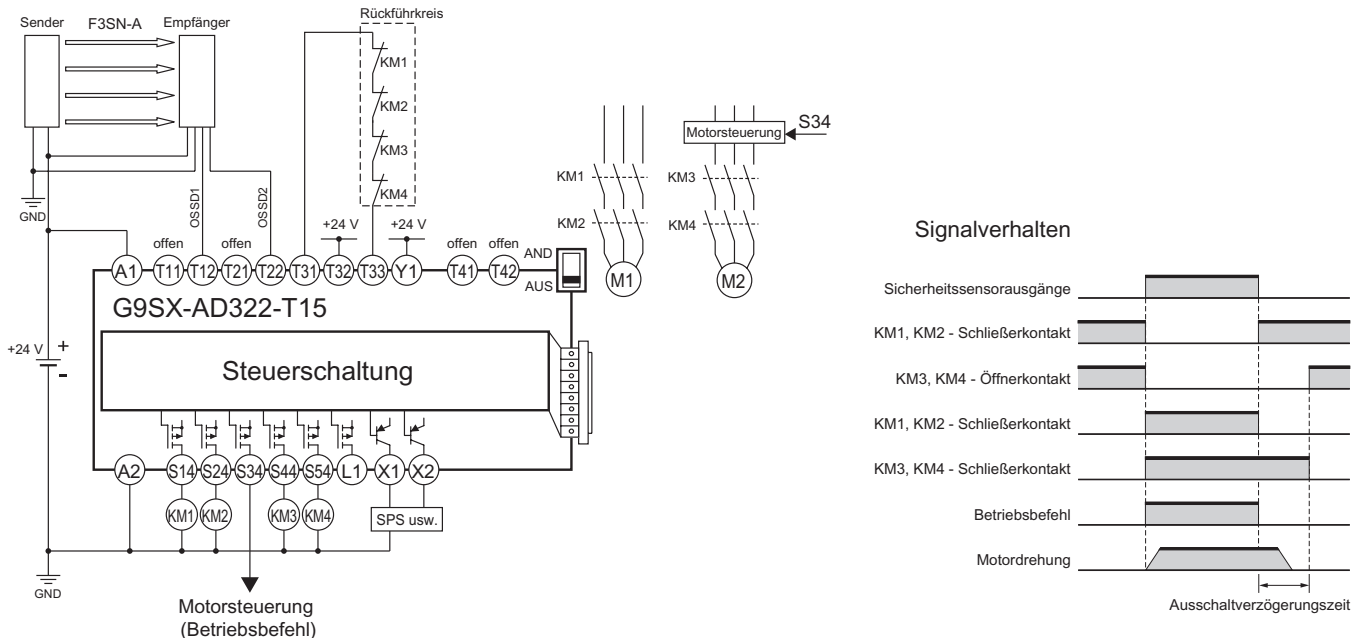 Sender
F3SN-A
Empfänger
Rückführkreis
KM1
KM2
KM3
KM4
GND
OSSD1
OSSD2
offen
offen
+24 V
+24 V
offen
offen
A1
T11
T12
T21
T22
T31
T32
T33
Y1
T41
T42
AND
AUS
G9SX-AD322-T15
Steuerschaltung
+24 V
+
-
A2
S14
S24
S34
S44
S54
L1
X1
X2
KM1
KM2
KM3
KM4
SPS usw.
GND
Motorsteuerung
(Betriebsbefehl)
Motorsteuerung
S34
KM1
KM2
M1
KM3
KM4
M2
Signalverhalten
Sicherheitssensorausgänge
KM1, KM2 - Schließerkontakt
KM3, KM4 - Öffnerkontakt
KM1, KM2 - Schließerkontakt
KM3, KM4 - Schließerkontakt
Betriebsbefehl
Motordrehung
Ausschaltverzögerungszeit